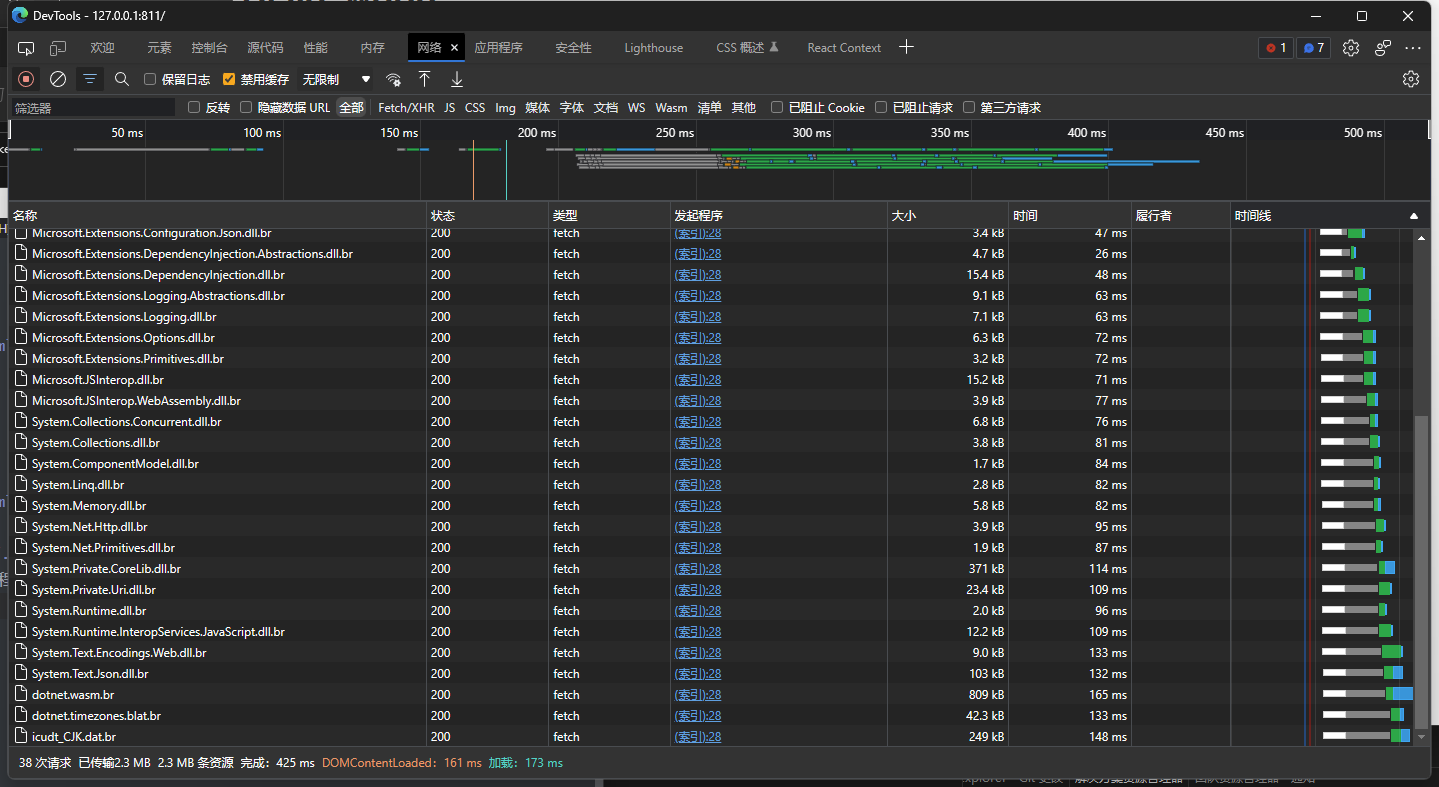 DevTools - 127.0.0.1:811/
欢迎 元素 控制台 源代码 性能 内存 网络 应用程序 安全性 Lighthouse CSS 概述 React Context 1 7
保留日志 禁用缓存 无限制
筛选器 反转 隐藏数据 URL 全部 Fetch/XHR JS CSS Img 媒体 字体 文档 WS Wasm 清单 其他 已阻止 Cookie 已阻止请求 第三方请求
50 ms 100 ms 150 ms 200 ms 250 ms 300 ms 350 ms 400 ms 450 ms 500 ms
名称 状态 类型 发起程序 大小 时间 履行者 时间线
Microsoft.Extensions.Configuration.Json.dll.br 200 fetch (索引):28 3.4 kB 47 ms
Microsoft.Extensions.DependencyInjection.Abstractions.dll.br 200 fetch (索引):28 4.7 kB 26 ms
Microsoft.Extensions.DependencyInjection.dll.br 200 fetch (索引):28 15.4 kB 48 ms
Microsoft.Extensions.Logging.Abstractions.dll.br 200 fetch (索引):28 9.1 kB 63 ms
Microsoft.Extensions.Logging.dll.br 200 fetch (索引):28 7.1 kB 63 ms
Microsoft.Extensions.Options.dll.br 200 fetch (索引):28 6.3 kB 72 ms
Microsoft.Extensions.Primitives.dll.br 200 fetch (索引):28 3.2 kB 72 ms
Microsoft.JSInterop.dll.br 200 fetch (索引):28 15.2 kB 71 ms
Microsoft.JSInterop.WebAssembly.dll.br 200 fetch (索引):28 3.9 kB 77 ms
System.Collections.Concurrent.dll.br 200 fetch (索引):28 6.8 kB 76 ms
System.Collections.dll.br 200 fetch (索引):28 3.8 kB 81 ms
System.ComponentModel.dll.br 200 fetch (索引):28 1.7 kB 84 ms
System.Linq.dll.br 200 fetch (索引):28 2.8 kB 82 ms
System.Memory.dll.br 200 fetch (索引):28 5.8 kB 82 ms
System.Net.Http.dll.br 200 fetch (索引):28 3.9 kB 95 ms
System.Net.Primitives.dll.br 200 fetch (索引):28 1.9 kB 87 ms
System.Private.CoreLib.dll.br 200 fetch (索引):28 371 kB 114 ms
System.Private.Uri.dll.br 200 fetch (索引):28 23.4 kB 109 ms
System.Runtime.dll.br 200 fetch (索引):28 2.0 kB 96 ms
System.Runtime.InteropServices.JavaScript.dll.br 200 fetch (索引):28 12.2 kB 109 ms
System.Text.Encodings.Web.dll.br 200 fetch (索引):28 9.0 kB 133 ms
System.Text.Json.dll.br 200 fetch (索引):28 103 kB 132 ms
dotnet.wasm.br 200 fetch (索引):28 809 kB 165 ms
dotnet.timezones.blat.br 200 fetch (索引):28 42.3 kB 133 ms
icudt_CJK.dat.br 200 fetch (索引):28 249 kB 148 ms
38 次请求 已传输2.3 MB 2.3 MB 条资源 完成：425 ms DOMContentLoaded：161 ms 加载：173 ms